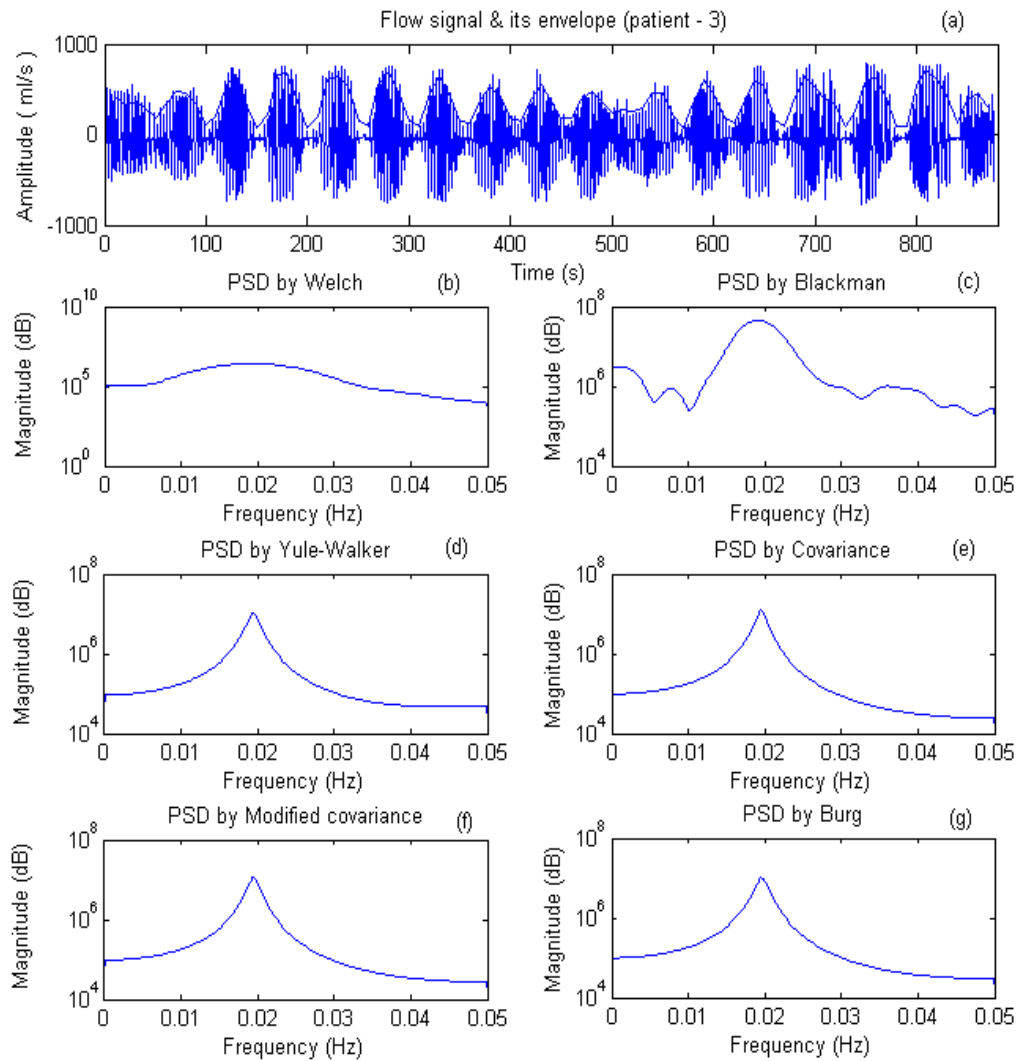 Flow signal & its envelope (patient - 3) (a)
Amplitude ( ml/s )
1000
0
-1000
0 100 200 300 400 500 600 700 800
Time (s)
PSD by Welch (b)
Magnitude (dB)
10^10
10^5
10^0
0 0.01 0.02 0.03 0.04 0.05
Frequency (Hz)
PSD by Blackman (c)
Magnitude (dB)
10^8
10^6
10^4
0 0.01 0.02 0.03 0.04 0.05
Frequency (Hz)
PSD by Yule-Walker (d)
Magnitude (dB)
10^8
10^6
10^4
0 0.01 0.02 0.03 0.04 0.05
Frequency (Hz)
PSD by Covariance (e)
Magnitude (dB)
10^8
10^6
10^4
0 0.01 0.02 0.03 0.04 0.05
Frequency (Hz)
PSD by Modified covariance (f)
Magnitude (dB)
10^8
10^6
10^4
0 0.01 0.02 0.03 0.04 0.05
Frequency (Hz)
PSD by Burg (g)
Magnitude (dB)
10^8
10^6
10^4
0 0.01 0.02 0.03 0.04 0.05
Frequency (Hz)